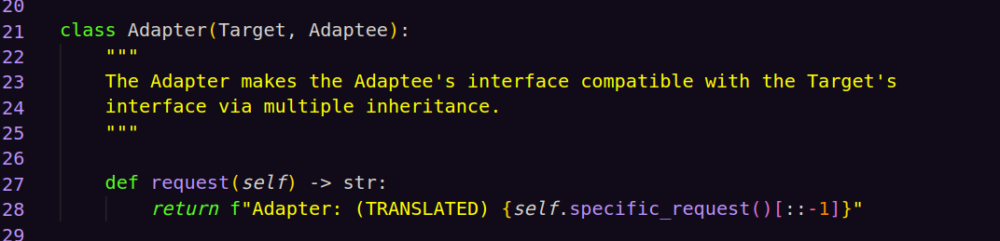 20
21 class Adapter(Target, Adaptee):
22     """
23     The Adapter makes the Adaptee's interface compatible with the Target's
24     interface via multiple inheritance.
25     """
26
27     def request(self) -> str:
28         return f"Adapter: (TRANSLATED) {self.specific_request()[::-1]}"
29